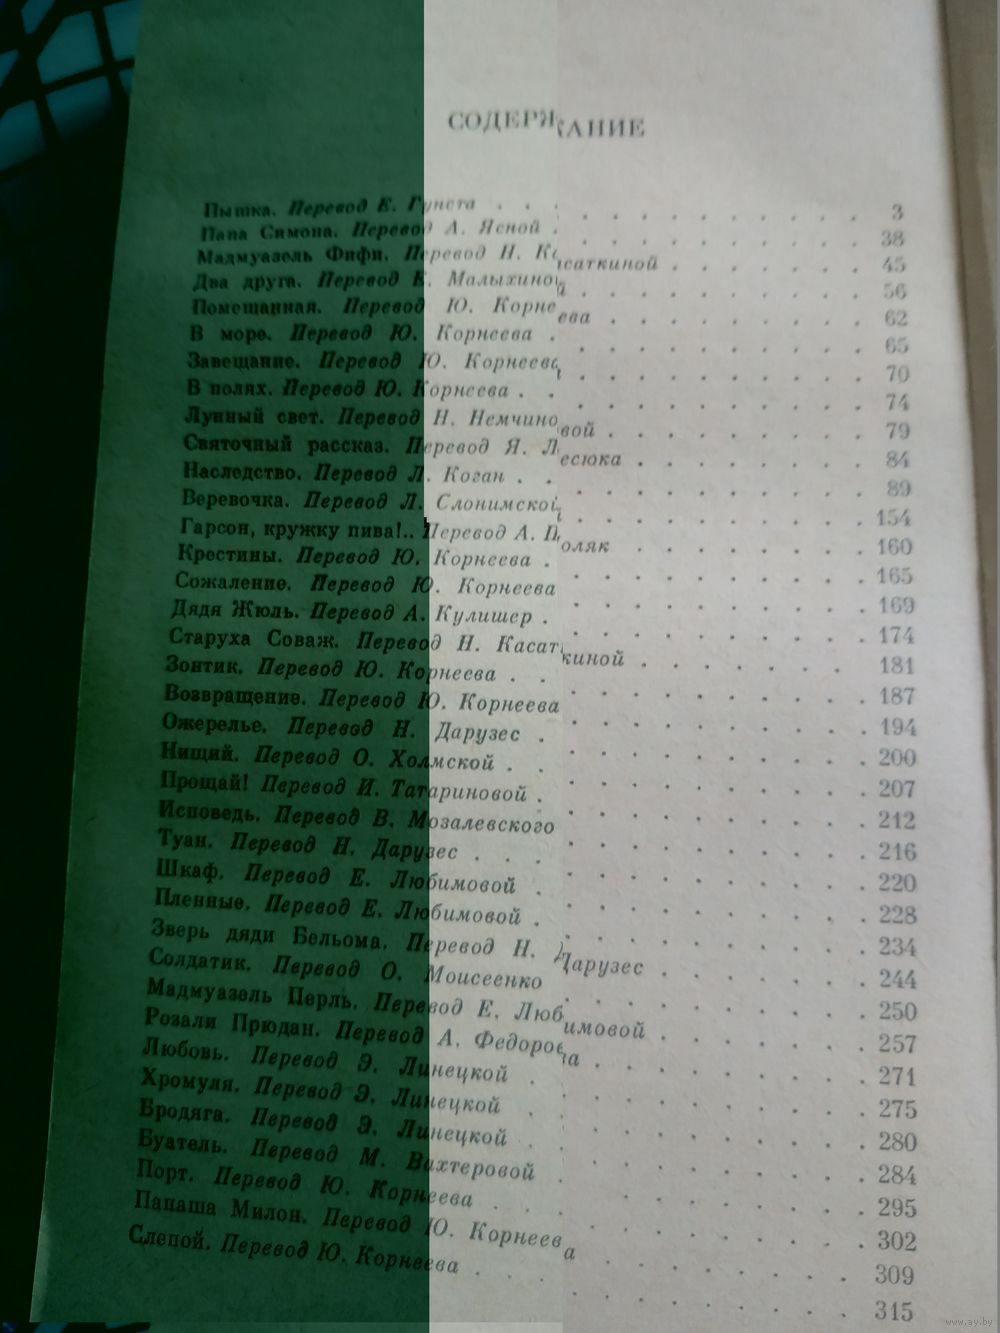 СОДЕРЖАНИЕ
Пышка. Перевод Е. Гунста . . . . . . . . . . 3
Папа Симона. Перевод А. Ясной . . . . . . . . . . 38
Мадмуазель Фифи. Перевод Н. Касаткиной . . . . . . . 45
Два друга. Перевод Е. Малыхиной . . . . . . . . . 56
Помешанная. Перевод Ю. Корнеева . . . . . . . . 62
В море. Перевод Ю. Корнеева . . . . . . . . . . 65
Завещание. Перевод Ю. Корнеева . . . . . . . . . 70
В полях. Перевод Ю. Корнеева . . . . . . . . . . 74
Лунный свет. Перевод Н. Немчиновой . . . . . . . . 79
Святочный рассказ. Перевод Я. Лесюка . . . . . . . 84
Наследство. Перевод Л. Коган . . . . . . . . . . 89
Веревочка. Перевод Л. Слонимской . . . . . . . . . 154
Гарсон, кружку пива!.. Перевод А. Поляк . . . . . . . 160
Крестины. Перевод Ю. Корнеева . . . . . . . . . . 165
Сожаление. Перевод Ю. Корнеева . . . . . . . . . 169
Дядя Жюль. Перевод А. Кулишер . . . . . . . . . . 174
Старуха Соваж. Перевод Н. Касаткиной . . . . . . . 181
Зонтик. Перевод Ю. Корнеева . . . . . . . . . . 187
Возвращение. Перевод Ю. Корнеева . . . . . . . . . 194
Ожерелье. Перевод Н. Дарузес . . . . . . . . . . 200
Нищий. Перевод О. Холмской . . . . . . . . . . 207
Прощай! Перевод И. Татариновой . . . . . . . . . . 212
Исповедь. Перевод В. Мозалевского . . . . . . . . . 216
Туан. Перевод Н. Дарузес . . . . . . . . . . 220
Шкаф. Перевод Е. Любимовой . . . . . . . . . . 228
Пленные. Перевод Е. Любимовой . . . . . . . . . . 234
Зверь дяди Бельома. Перевод Н. Дарузес . . . . . . . 244
Солдатик. Перевод О. Моисеенко . . . . . . . . . 250
Мадмуазель Перль. Перевод Е. Любимовой . . . . . . . 257
Розали Прюдан. Перевод А. Федорова . . . . . . . . 271
Любовь. Перевод Э. Линецкой . . . . . . . . . . 275
Хромуля. Перевод Э. Линецкой . . . . . . . . . . 280
Бродяга. Перевод Э. Линецкой . . . . . . . . . . 284
Буатель. Перевод М. Вахтеровой . . . . . . . . . . 295
Порт. Перевод Ю. Корнеева . . . . . . . . . . 302
Папаша Милон. Перевод Ю. Корнеева . . . . . . . . 309
Слепой. Перевод Ю. Корнеева . . . . . . . . . . 315
www.ay.by